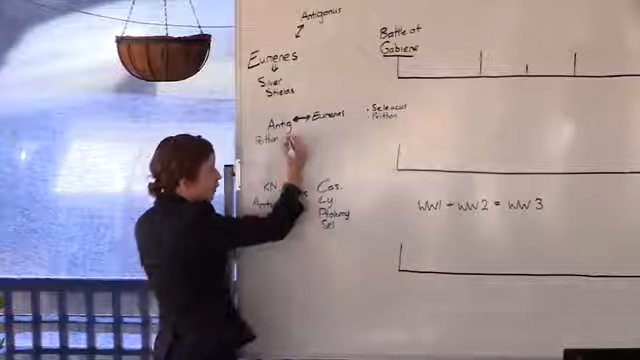 Antigonus
Eumenes
Silver
Shields
Battle of
Gabiene
Antig Eumenes
• Seleucus
• Peithon
Peithon
KN
Cas.
Ly.
Ptolemy
Sel
WW1 + WW2 = WW3